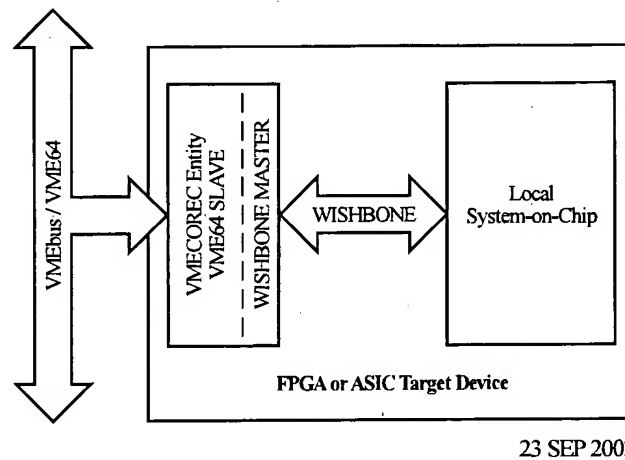 VMEbus / VME64
VMECOREC Entity
VME64 SLAVE
WISHBONE MASTER
WISHBONE
Local
System-on-Chip
FPGA or ASIC Target Device
23 SEP 200